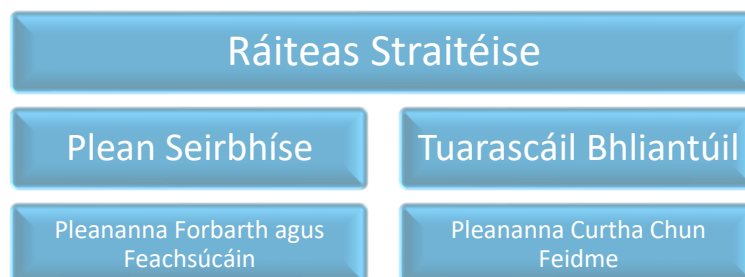 Ráiteas Straitéise
Plean Seirbhíse
Tuarascáil Bhliantúil
Pleananna Forbarth agus
Feachsúcáin
Pleananna Curtha Chun
Feidme